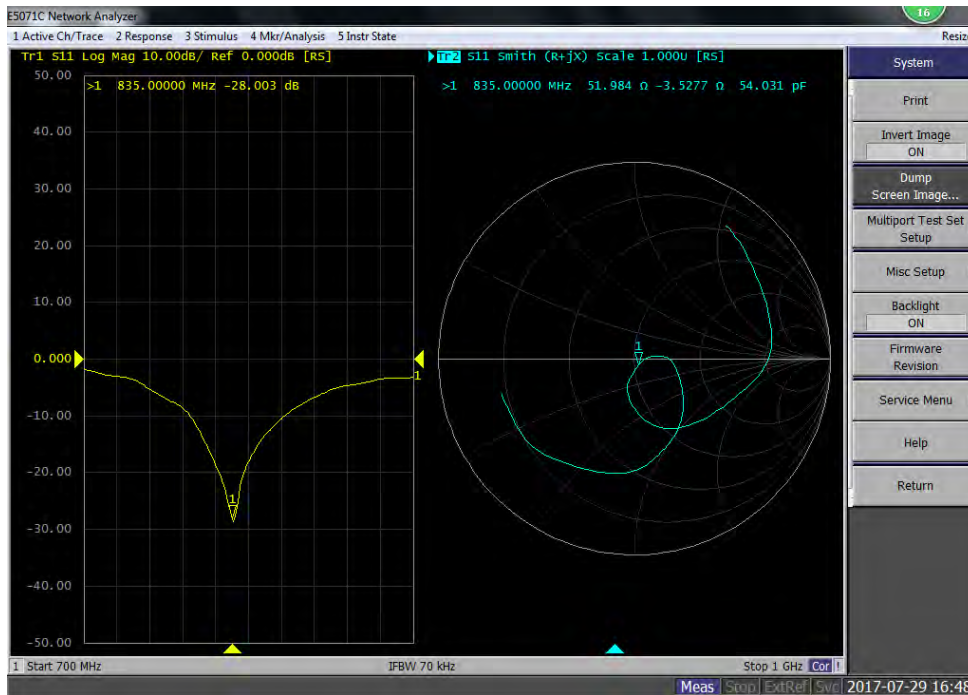 E5071C Network Analyzer
16
1 Active Ch/Trace 2 Response 3 Stimulus 4 Mkr/Analysis 5 Instr State
Resize
Tr1 S11 Log Mag 10.00dB/ Ref 0.000dB [RS]
Tr2 S11 Smith (R+jX) Scale 1.000U [RS]
>1 835.00000 MHz -28.003 dB
>1 835.00000 MHz 51.984 Ω -3.5277 Ω 54.031 pF
50.00
40.00
30.00
20.00
10.00
0.000
-10.00
-20.00
-30.00
-40.00
-50.00
1
1
1
System
Print
Invert Image
ON
Dump
Screen Image...
Multiport Test Set
Setup
Misc Setup
Backlight
ON
Firmware
Revision
Service Menu
Help
Return
1 Start 700 MHz
IFBW 70 kHz
Stop 1 GHz Cor !
Meas Stop ExtRef Svc 2017-07-29 16:48